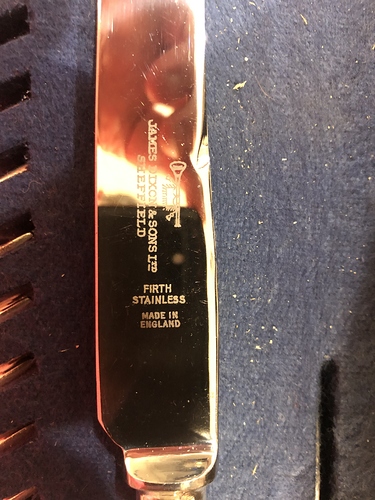 JAMES DIXON & SONS LTD
SHEFFIELD
FIRTH
STAINLESS
MADE IN
ENGLAND